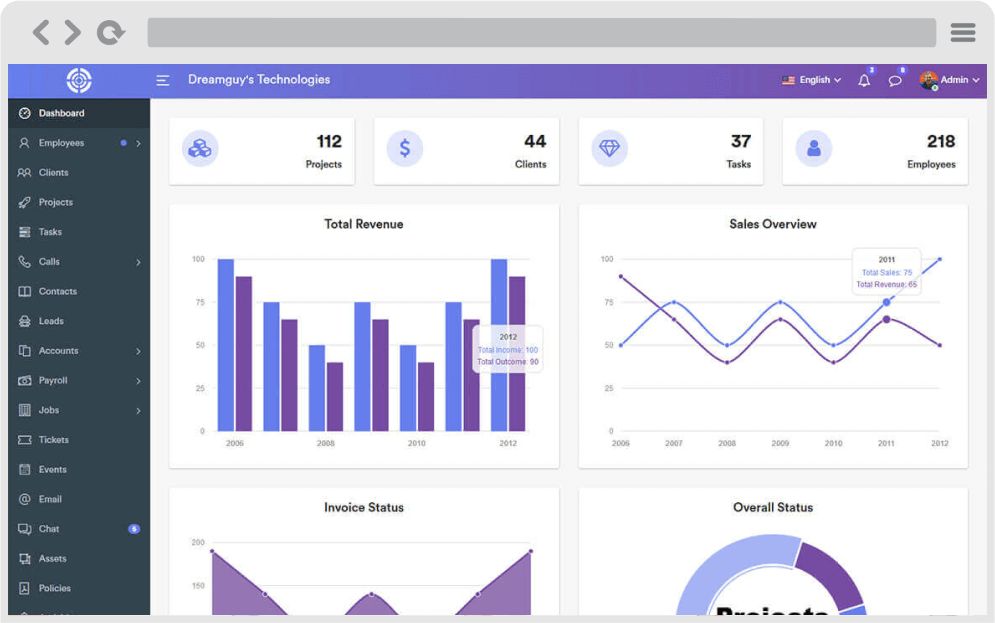 Dreamguy's Technologies
English
3
8
Admin
Dashboard
Employees
Clients
Projects
Tasks
Calls
Contacts
Leads
Accounts
Payroll
Jobs
Tickets
Events
Email
Chat
5
Assets
Policies
112
Projects
$
44
Clients
37
Tasks
218
Employees
Total Revenue
100
75
50
25
0
2006
2008
2010
2012
2012
Total Income: 100
Total Outcome: 90
Sales Overview
100
75
50
25
0
2006
2007
2008
2009
2010
2011
2012
2011
Total Sales: 75
Total Revenue: 65
Invoice Status
200
150
Overall Status
Projects